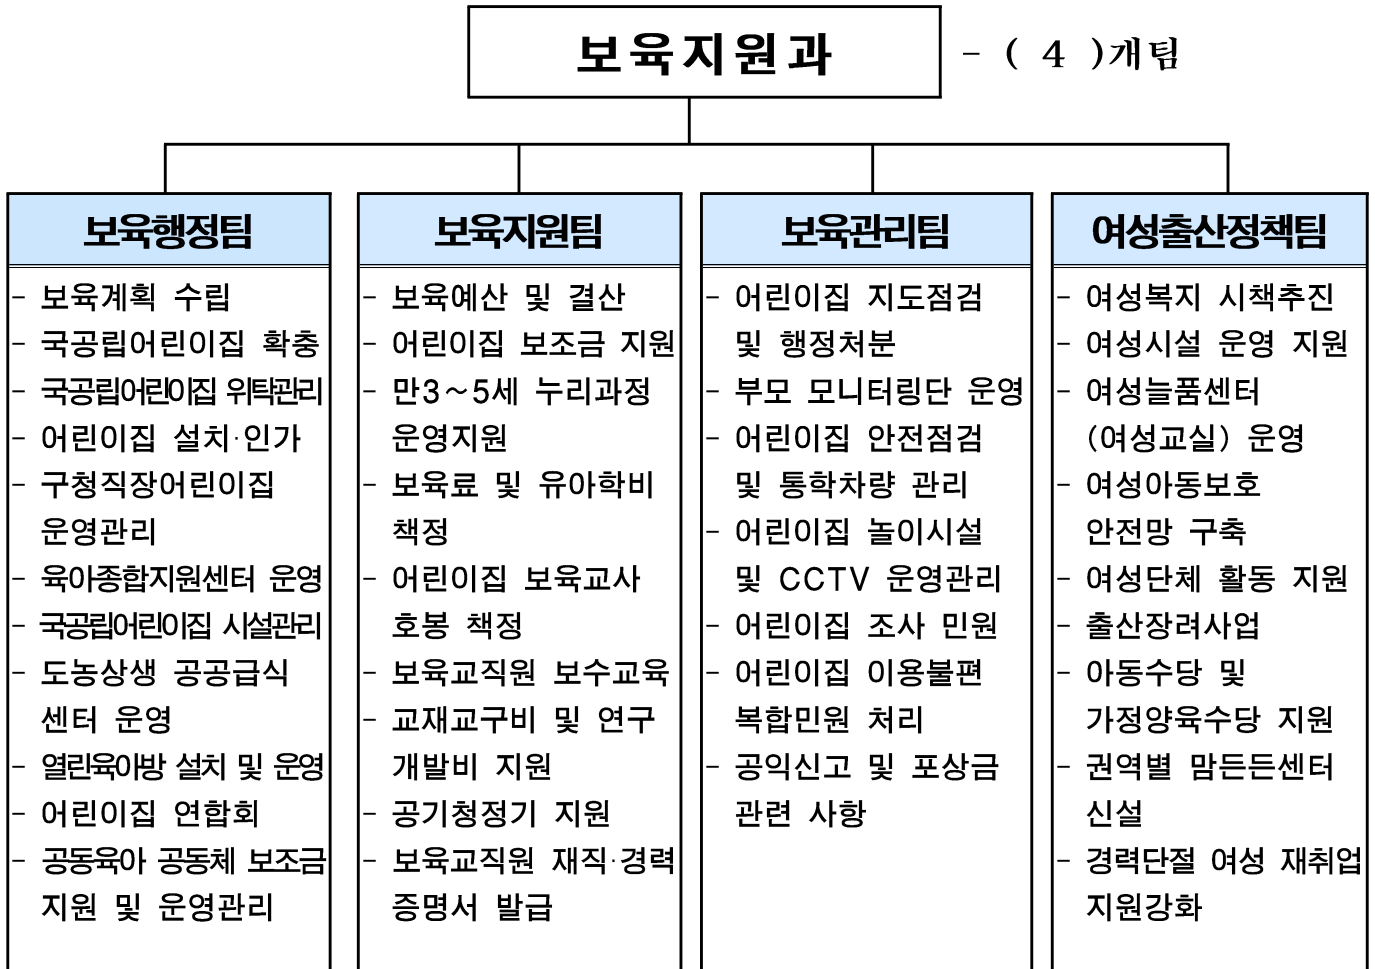 보육지원과
- ( 4 )개팀
보육행정팀
- 보육계획 수립
- 국공립어린이집 확충
- 국공립어린이집 위탁관리
- 어린이집 설치·인가
- 구청직장어린이집
운영관리
- 육아종합지원센터 운영
- 국공립어린이집 시설관리
- 도농상생 공공급식
센터 운영
- 열린육아방 설치 및 운영
- 어린이집 연합회
- 공동육아 공동체 보조금
지원 및 운영관리
보육지원팀
- 보육예산 및 결산
- 어린이집 보조금 지원
- 만3~5세 누리과정
운영지원
- 보육료 및 유아학비
책정
- 어린이집 보육교사
호봉 책정
- 보육교직원 보수교육
- 교재교구비 및 연구
개발비 지원
- 공기청정기 지원
- 보육교직원 재직·경력
증명서 발급
보육관리팀
- 어린이집 지도점검
및 행정처분
- 부모 모니터링단 운영
- 어린이집 안전점검
및 통학차량 관리
- 어린이집 놀이시설
및 CCTV 운영관리
- 어린이집 조사 민원
- 어린이집 이용불편
복합민원 처리
- 공익신고 및 포상금
관련 사항
여성출산정책팀
- 여성복지 시책추진
- 여성시설 운영 지원
- 여성늘품센터
(여성교실) 운영
- 여성아동보호
안전망 구축
- 여성단체 활동 지원
- 출산장려사업
- 아동수당 및
가정양육수당 지원
- 권역별 맘든든센터
신설
- 경력단절 여성 재취업
지원강화